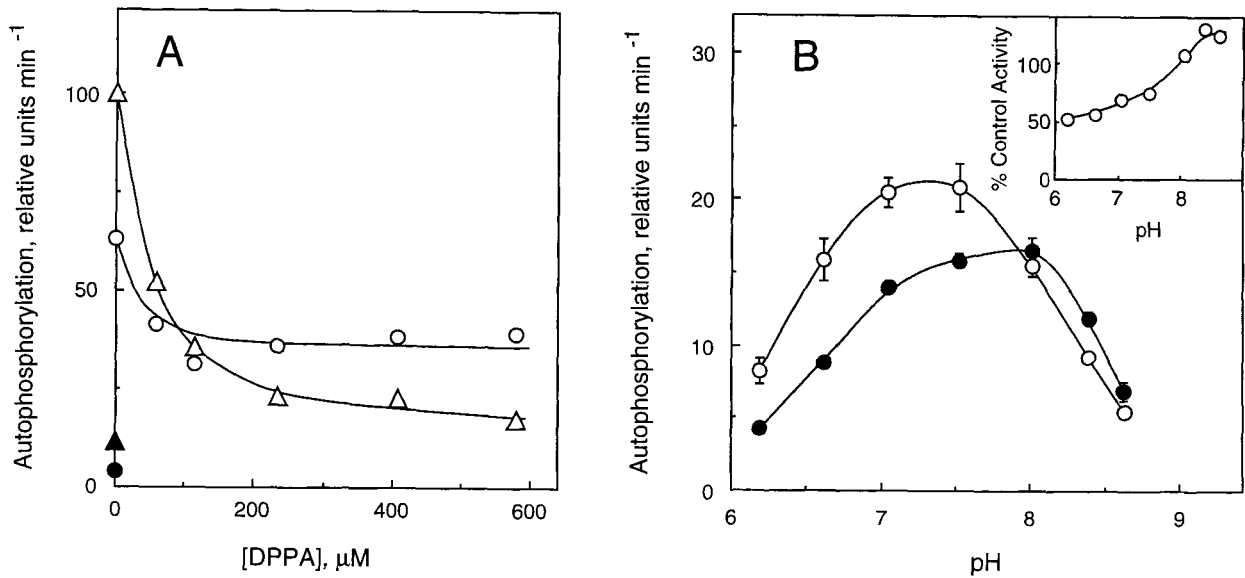 A
Autophosphorylation, relative units min -1
100
50
0
0
200
400
600
[DPPA], μM
B
Autophosphorylation, relative units min -1
30
20
10
0
6
7
8
9
pH
% Control Activity
100
50
0
6
7
8
pH